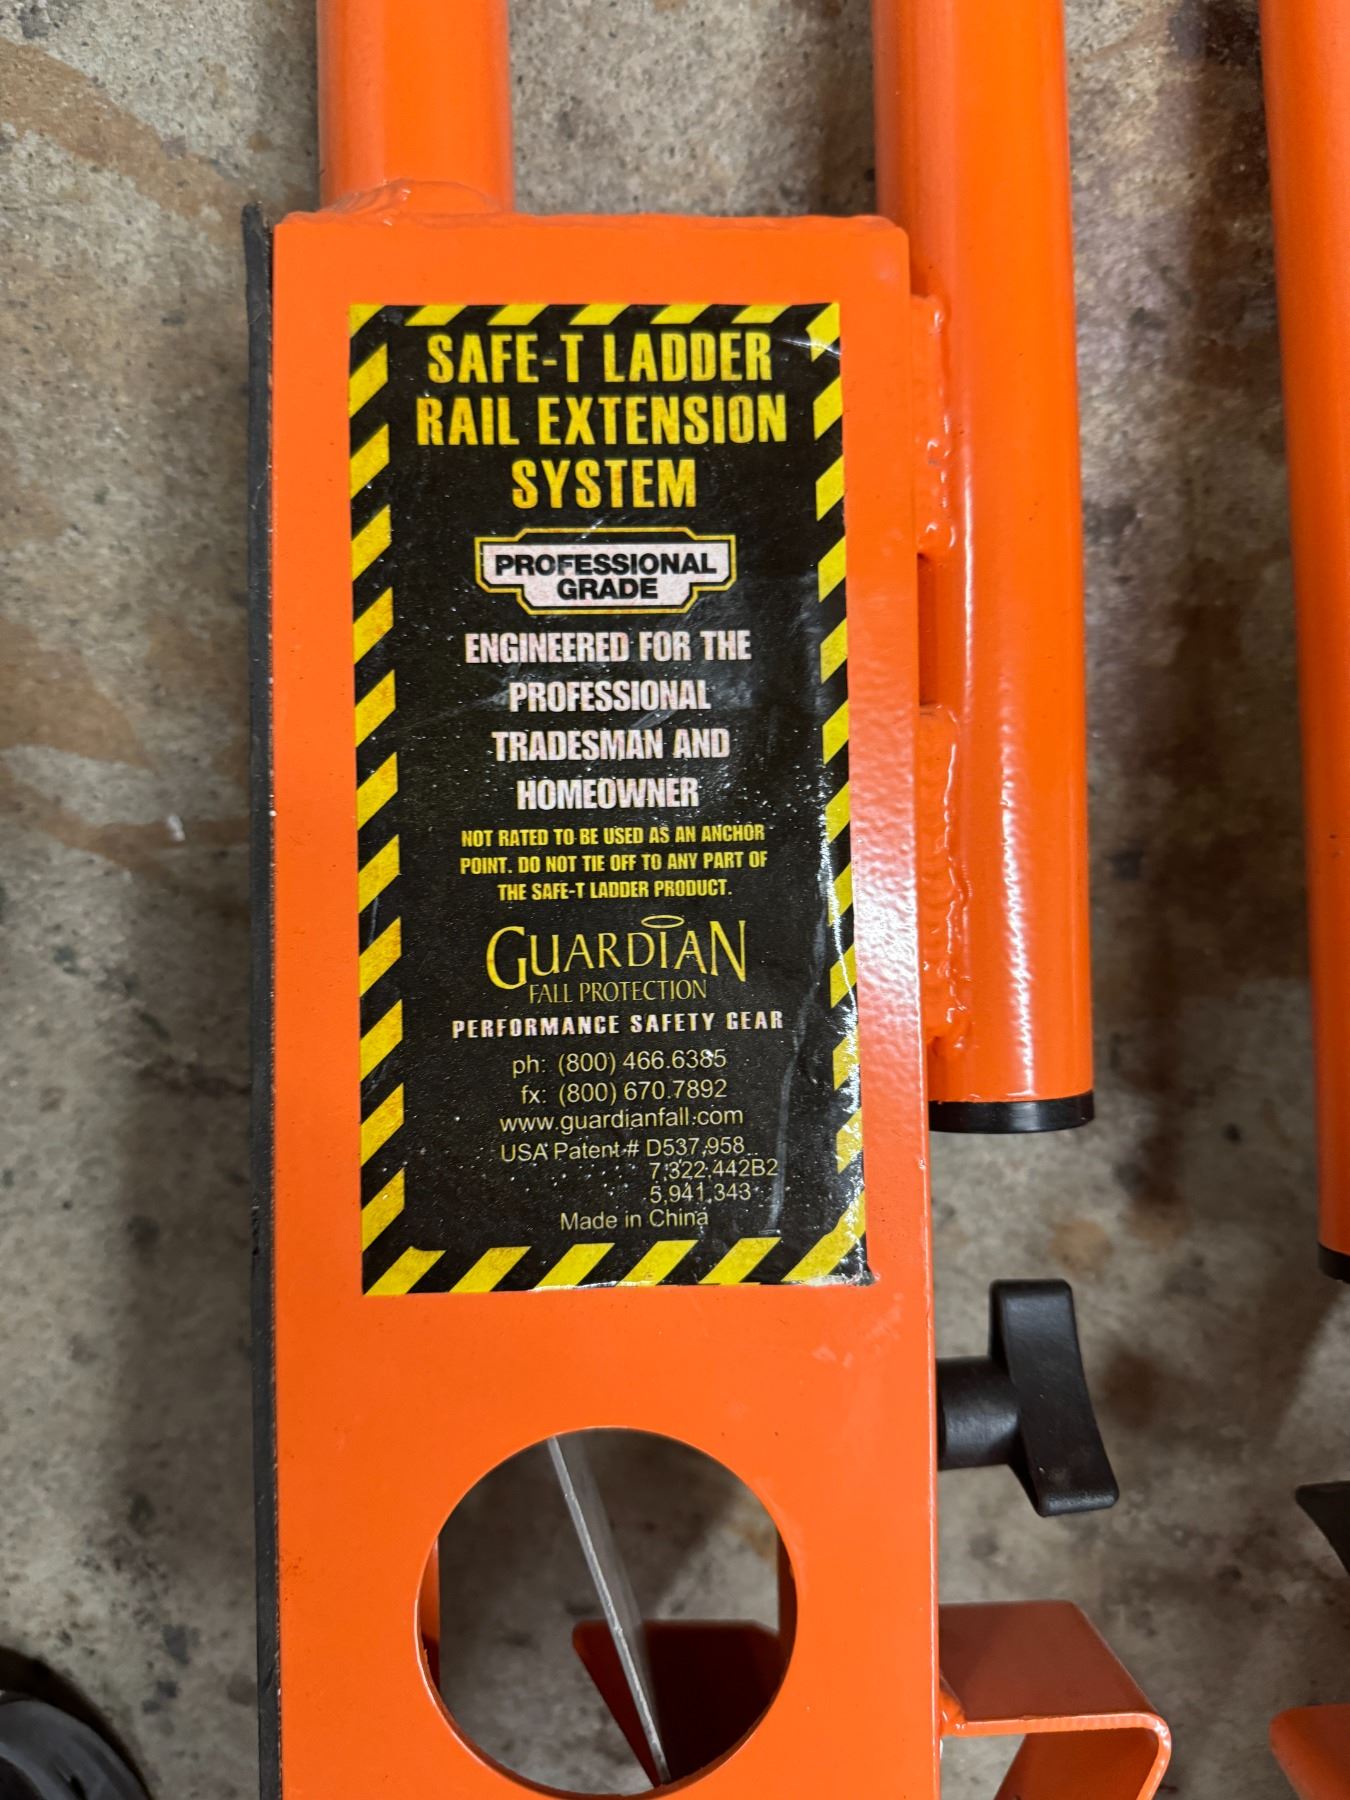 SAFE-T LADDER
RAIL EXTENSION
SYSTEM
PROFESSIONAL
GRADE
ENGINEERED FOR THE
PROFESSIONAL
TRADESMAN AND
HOMEOWNER
NOT RATED TO BE USED AS AN ANCHOR
POINT. DO NOT TIE OFF TO ANY PART OF
THE SAFE-T LADDER PRODUCT.
GUARDIAN
FALL PROTECTION
PERFORMANCE SAFETY GEAR
ph: (800) 466.6385
fx: (800) 670.7892
www.guardianfall.com
USA Patent # D537,958
7,322,442B2
5,941,343
Made in China